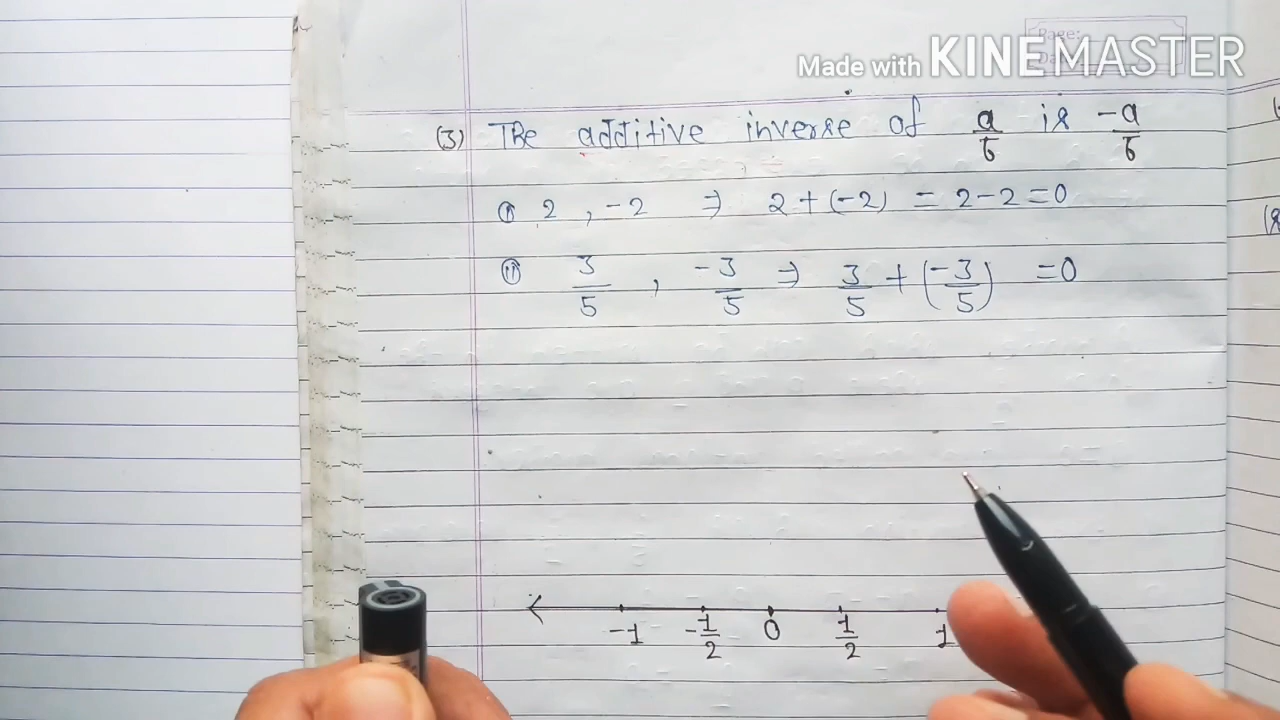 Page:
Made with KINEMASTER
(3) The additive inverse of a/b is -a/b
(i) 2 , -2 ⇒ 2 + (-2) = 2 - 2 = 0
(ii) 3/5 , -3/5 ⇒ 3/5 + (-3/5) = 0
-1 -1/2 0 1/2 1